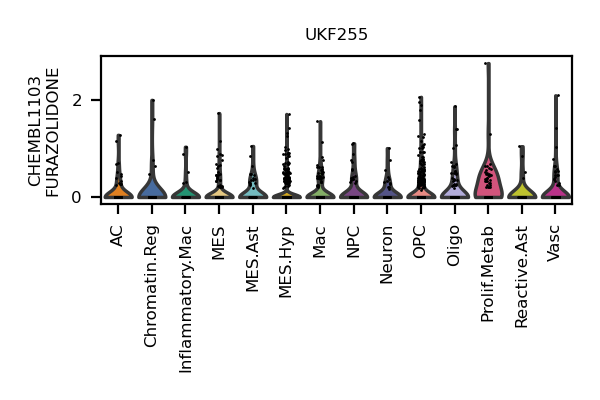 UKF255
CHEMBL1103
FURAZOLIDONE
2
0
AC
Chromatin.Reg
Inflammatory.Mac
MES
MES.Ast
MES.Hyp
Mac
NPC
Neuron
OPC
Oligo
Prolif.Metab
Reactive.Ast
Vasc